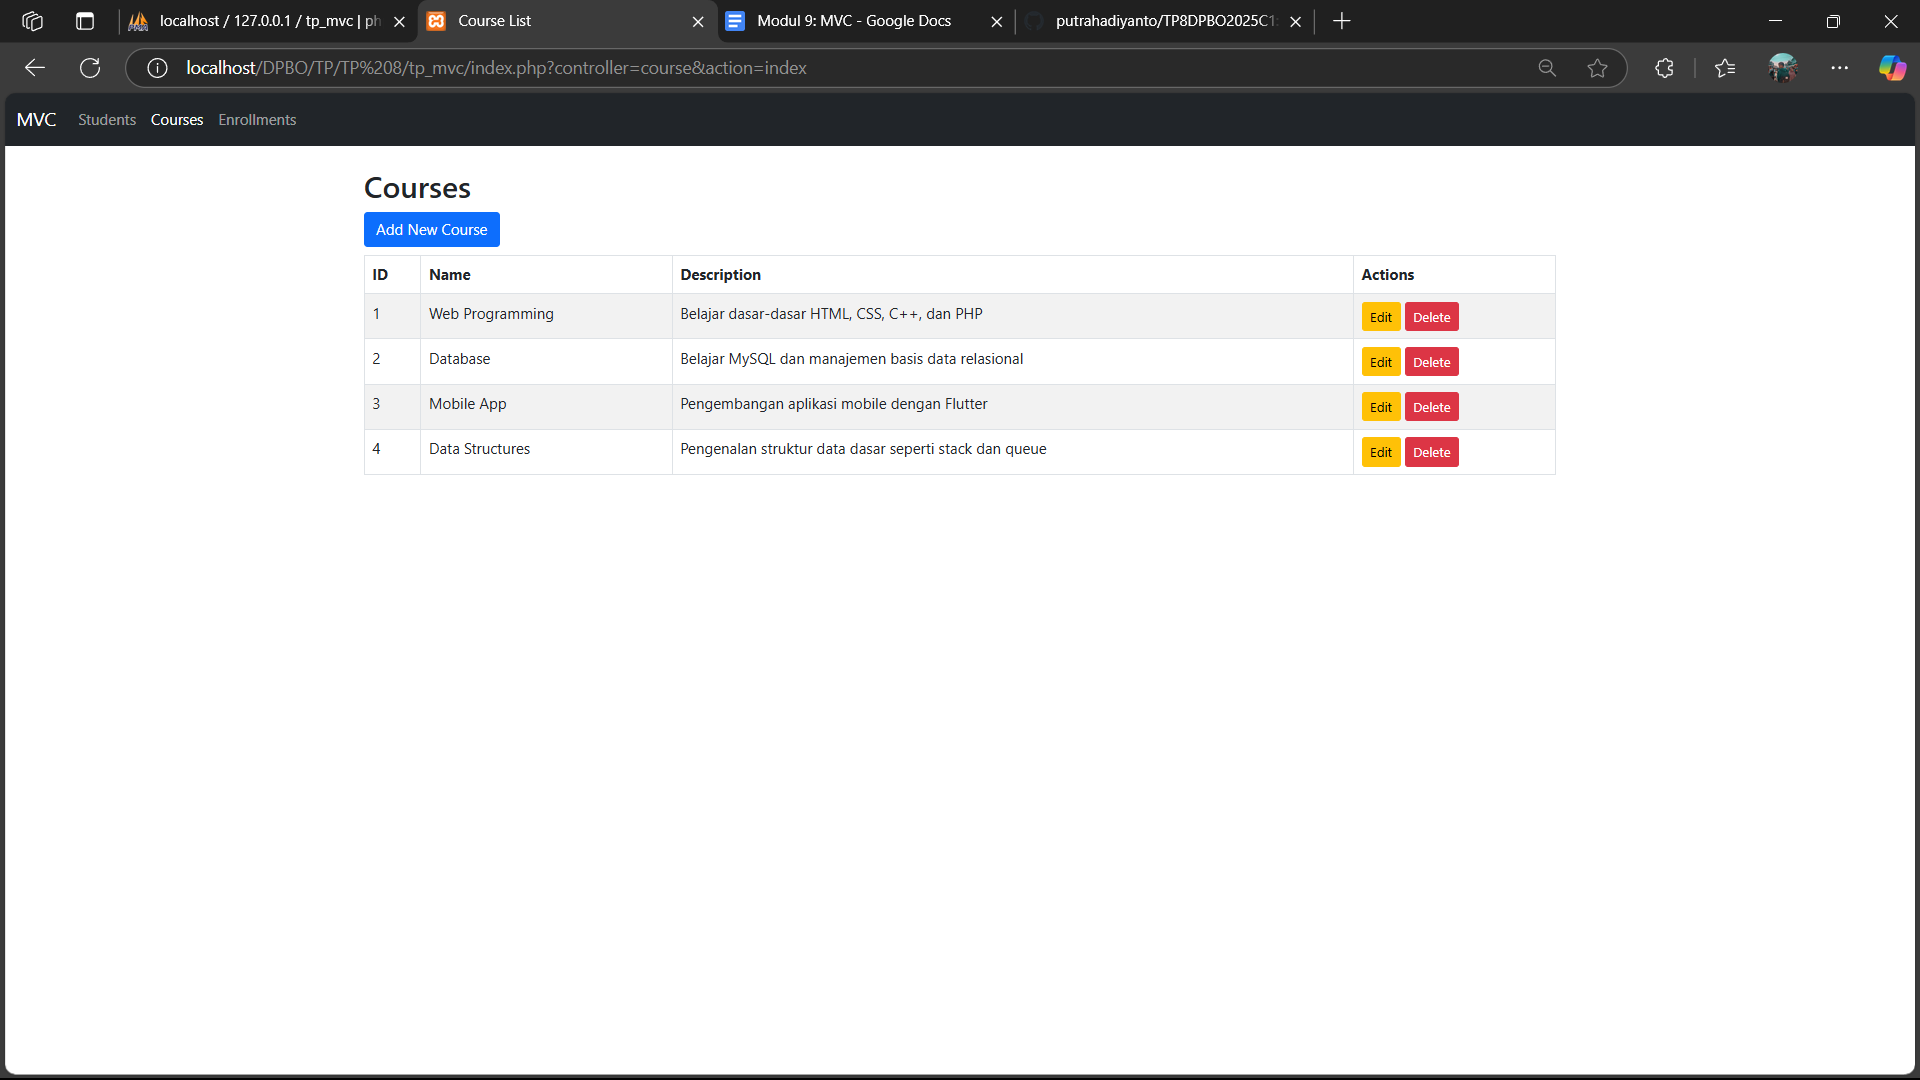 localhost / 127.0.0.1 / tp_mvc | ph
Course List
Modul 9: MVC - Google Docs
putrahadiyanto/TP8DPBO2025C1
localhost/DPBO/TP/TP%208/tp_mvc/index.php?controller=course&action=index
MVC Students Courses Enrollments
Courses
Add New Course
ID Name Description Actions
1 Web Programming Belajar dasar-dasar HTML, CSS, C++, dan PHP Edit Delete
2 Database Belajar MySQL dan manajemen basis data relasional Edit Delete
3 Mobile App Pengembangan aplikasi mobile dengan Flutter Edit Delete
4 Data Structures Pengenalan struktur data dasar seperti stack dan queue Edit Delete